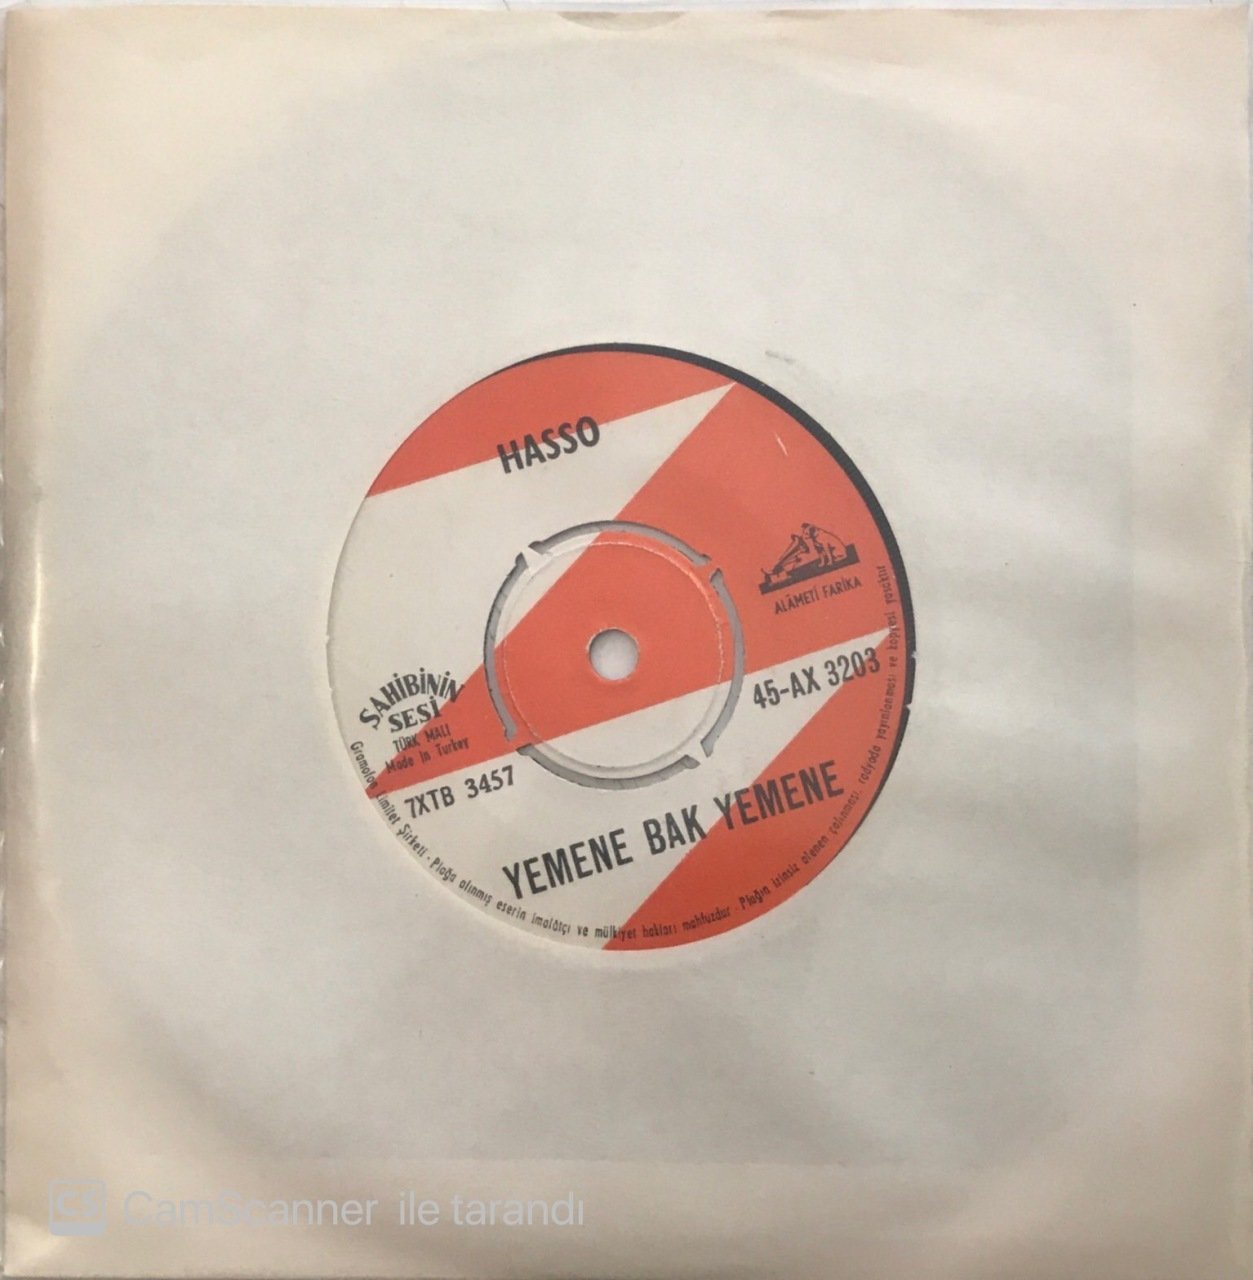 HASSO
ALÂMETİ FARİKA
SAHİBİNİN
SESİ
TÜRK MALI
Made in Turkey
45-AX 3203
7XTB 3457
YEMENE BAK YEMENE
Gramofon Limitet Şirketi - Plağa alınmış eserin imalâtçı ve mülkiyet hakları mahfuzdur - Plağın izinsiz olenen çalınması, radyoda yayınlanması ve kopyesi yasaktır
CS CamScanner ile tarandı